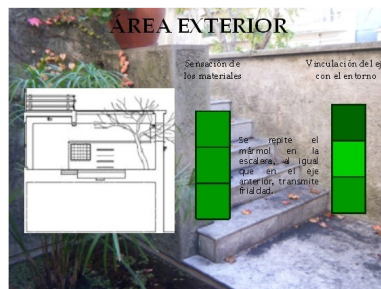 ÁREA EXTERIOR
Sensación de
los materiales
Vinculación del ej
con el entorno
Se repite el
mármol en la
escalera, al igual
que en el eje
anterior, transmite
frialdad.